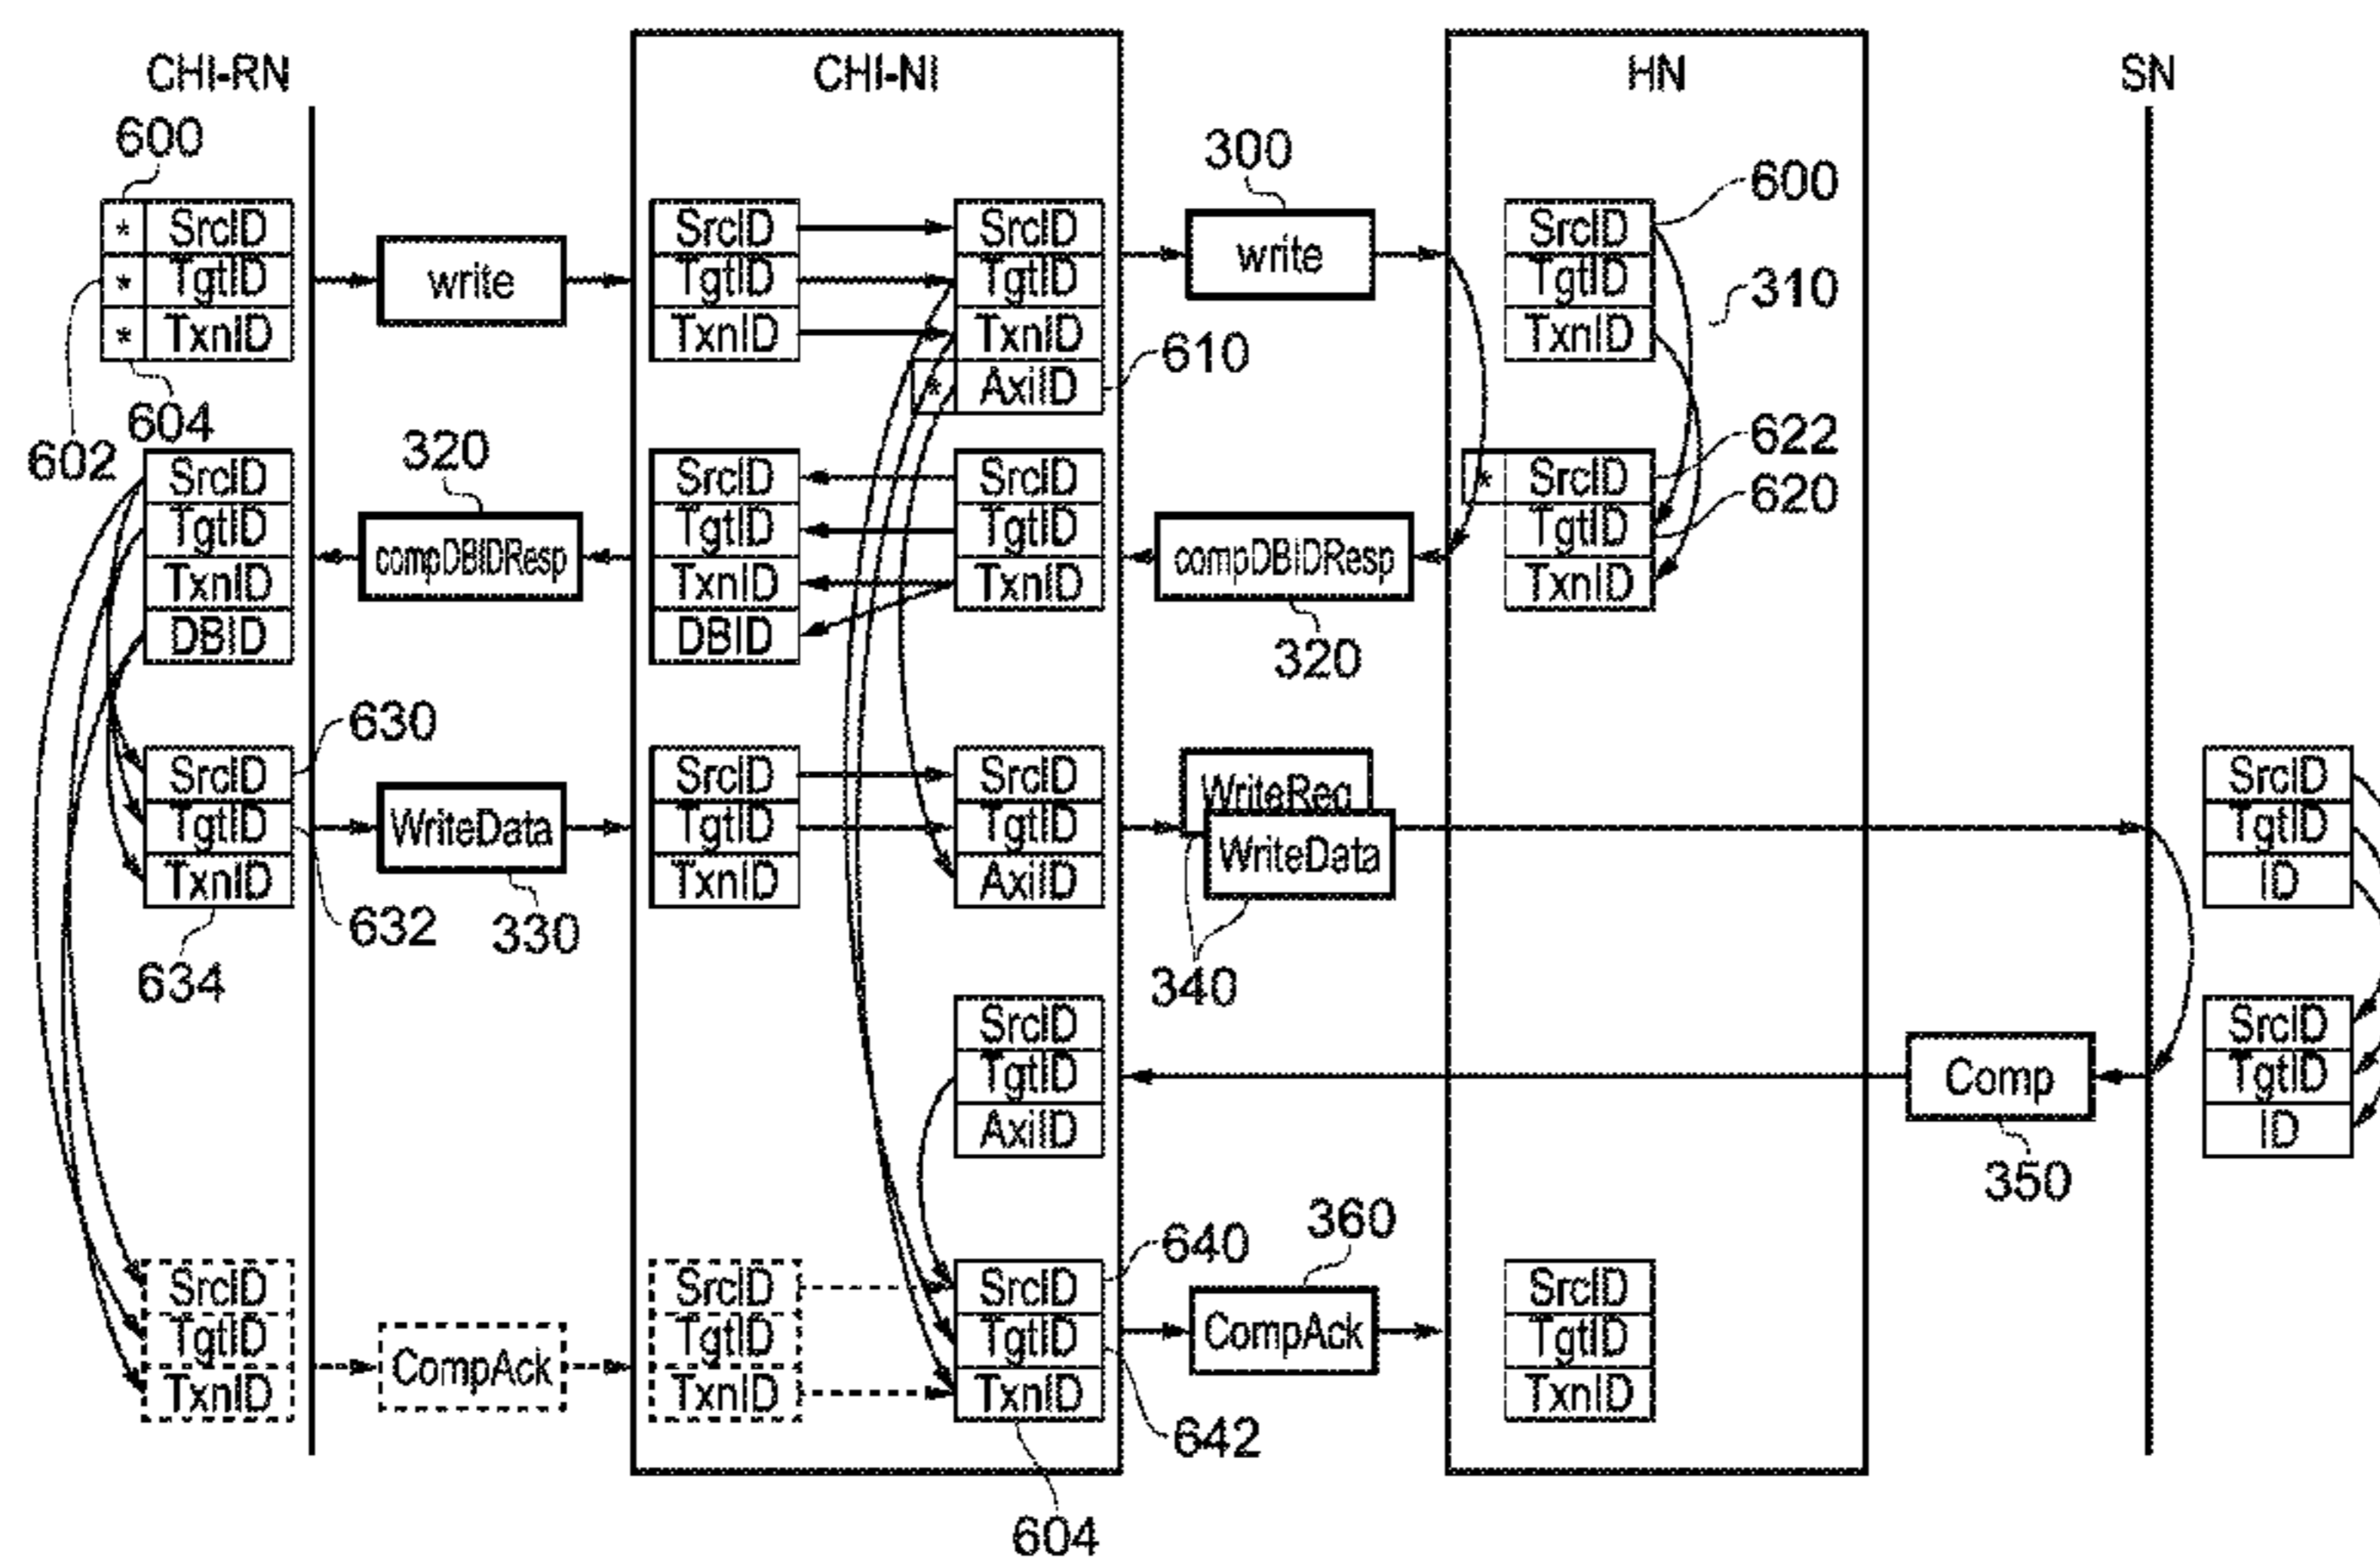 CHI-RN
CHI-NI
HN
SN
600
300
600
SrcID
TgtID
TxnID
*
*
*
write
SrcID
TgtID
TxnID
SrcID
TgtID
TxnID
* AxiID
write
SrcID
TgtID
TxnID
310
610
602
604
320
622
620
SrcID
TgtID
TxnID
DBID
compDBIDResp
SrcID
TgtID
TxnID
DBID
SrcID
TgtID
TxnID
compDBIDResp
320
* SrcID
TgtID
TxnID
630
SrcID
TgtID
TxnID
WriteData
SrcID
TgtID
TxnID
SrcID
TgtID
AxiID
WriteReq
WriteData
SrcID
TgtID
ID
632
330
634
340
SrcID
TgtID
AxiID
Comp
SrcID
TgtID
ID
350
640
360
SrcID
TgtID
TxnID
CompAck
SrcID
TgtID
TxnID
SrcID
TgtID
TxnID
CompAck
SrcID
TgtID
TxnID
642
604